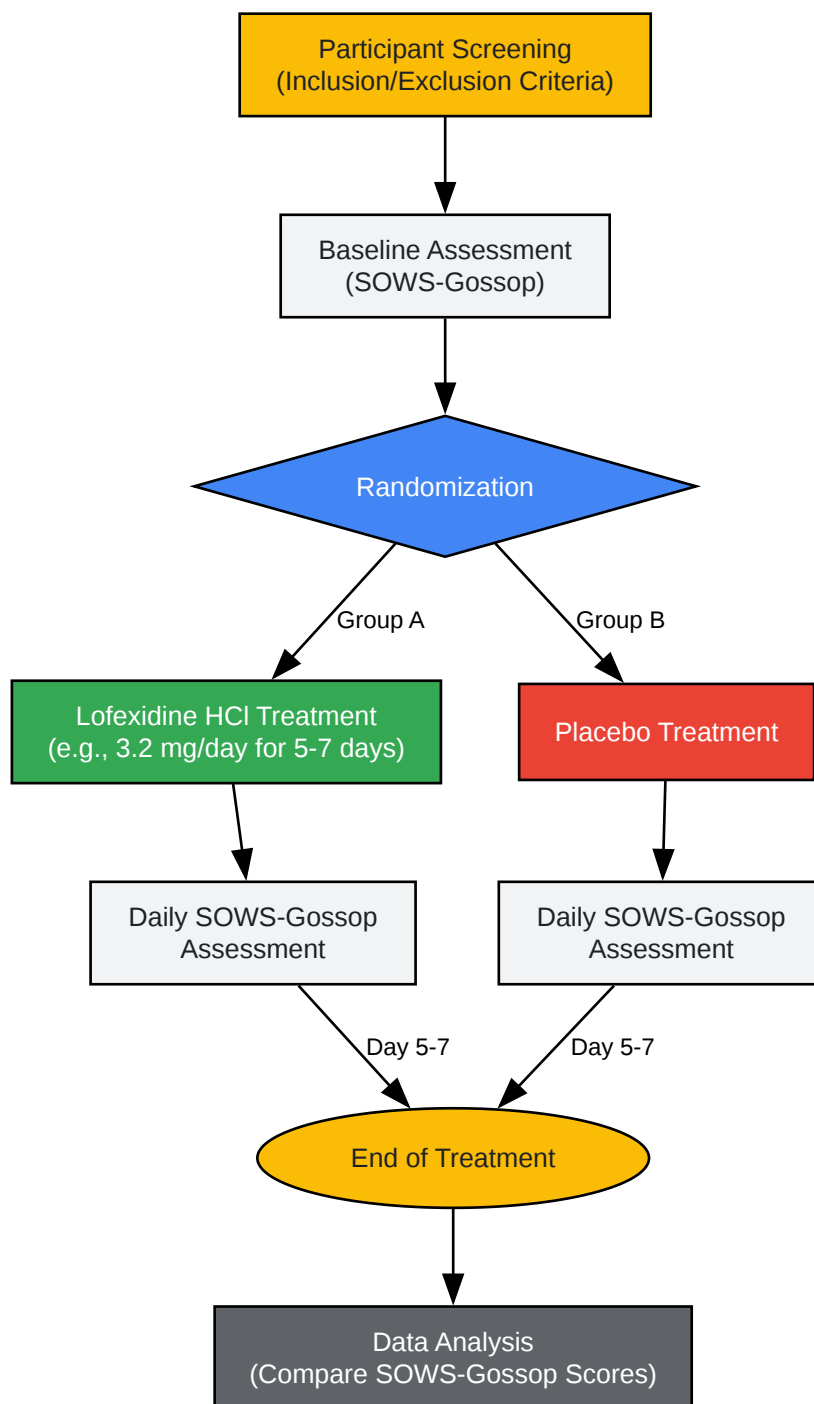 Participant Screening
(Inclusion/Exclusion Criteria)
Baseline Assessment
(SOWS-Gossop)
Randomization
Group A
Group B
Lofexidine HCl Treatment
(e.g., 3.2 mg/day for 5-7 days)
Placebo Treatment
Daily SOWS-Gossop
Assessment
Daily SOWS-Gossop
Assessment
Day 5-7
Day 5-7
End of Treatment
Data Analysis
(Compare SOWS-Gossop Scores)